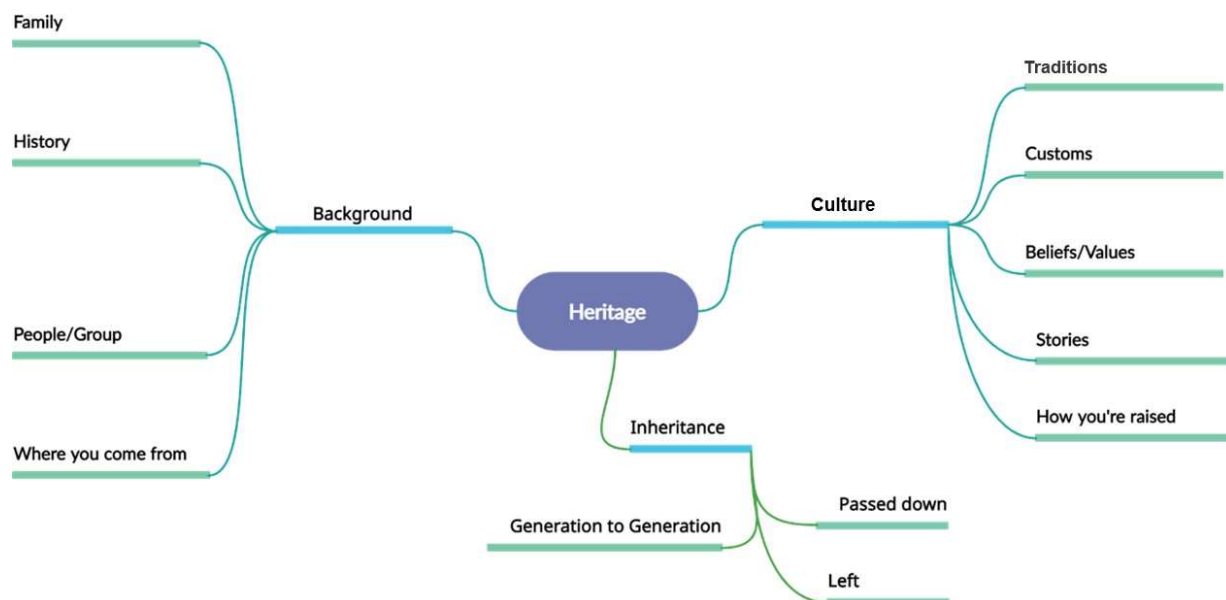 Family
History
Background
People/Group
Where you come from
Heritage
Culture
Traditions
Customs
Beliefs/Values
Stories
How you're raised
Inheritance
Generation to Generation
Passed down
Left